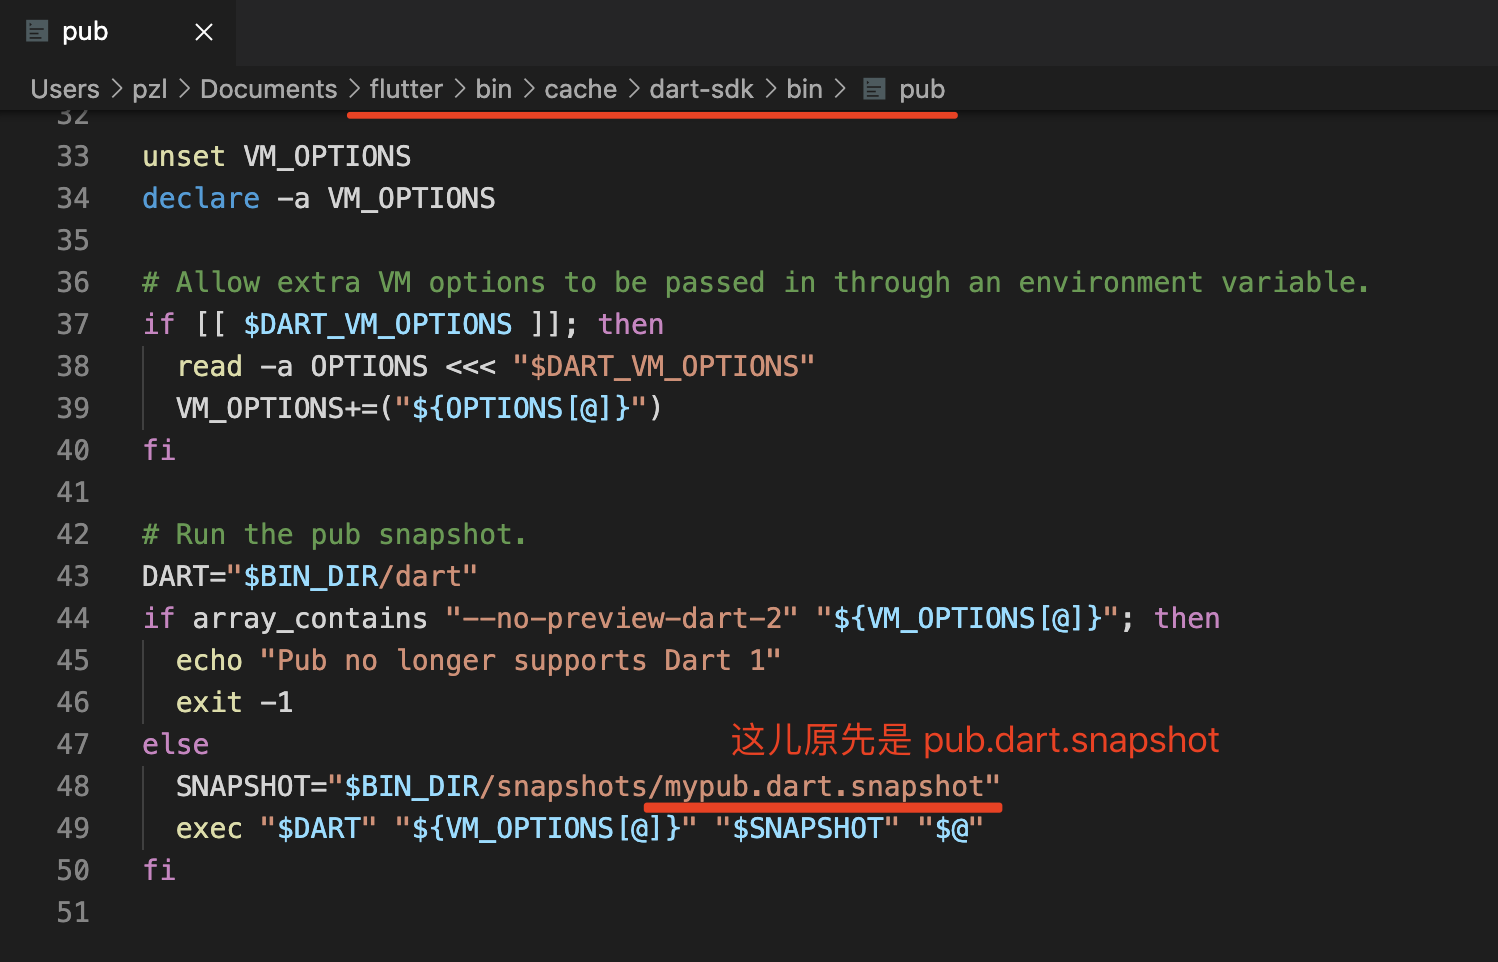 pub
Users > pzl > Documents > flutter > bin > cache > dart-sdk > bin > pub
32
33 unset VM_OPTIONS
34 declare -a VM_OPTIONS
35
36 # Allow extra VM options to be passed in through an environment variable.
37 if [[ $DART_VM_OPTIONS ]]; then
38 read -a OPTIONS <<< "$DART_VM_OPTIONS"
39 VM_OPTIONS+=("${OPTIONS[@]}")
40 fi
41
42 # Run the pub snapshot.
43 DART="$BIN_DIR/dart"
44 if array_contains "--no-preview-dart-2" "${VM_OPTIONS[@]}"; then
45 echo "Pub no longer supports Dart 1"
46 exit -1
47 else
这儿原先是 pub.dart.snapshot
48 SNAPSHOT="$BIN_DIR/snapshots/mypub.dart.snapshot"
49 exec "$DART" "${VM_OPTIONS[@]}" "$SNAPSHOT" "$@"
50 fi
51